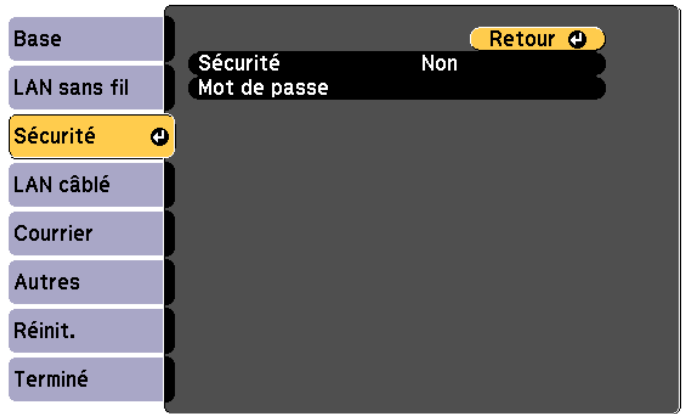 Base
LAN sans fil
Sécurité
LAN câblé
Courrier
Autres
Réinit.
Terminé
Retour
Sécurité Non
Mot de passe